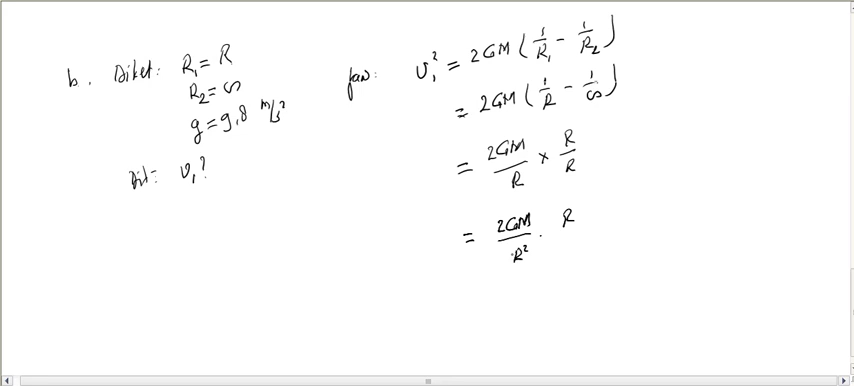 b. Diket: R₁ = R
R₂ = ∞
g = 9,8 m/s²
Dit: v₁?
Jaw: v₁² = 2GM (1/R₁ - 1/R₂)
= 2GM (1/R - 1/∞)
= 2GM/R × R/R
= 2GM/R² . R